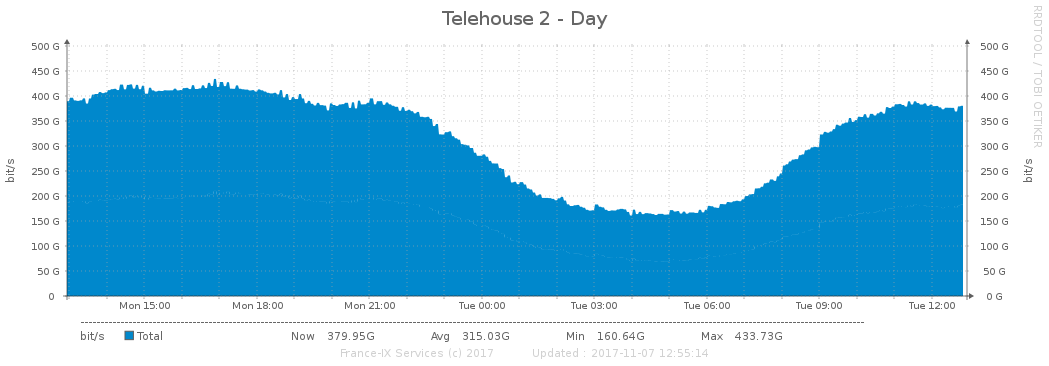 Telehouse 2 - Day
RRDTOOL / TOBI OETIKER
500 G 500 G
450 G 450 G
400 G 400 G
350 G 350 G
300 G 300 G
250 G 250 G
200 G 200 G
150 G 150 G
100 G 100 G
50 G 50 G
0 0 G
bit/s bit/s
Mon 15:00 Mon 18:00 Mon 21:00 Tue 00:00 Tue 03:00 Tue 06:00 Tue 09:00 Tue 12:00
bit/s Total Now 379.95G Avg 315.03G Min 160.64G Max 433.73G
France-IX Services (c) 2017 Updated : 2017-11-07 12:55:14